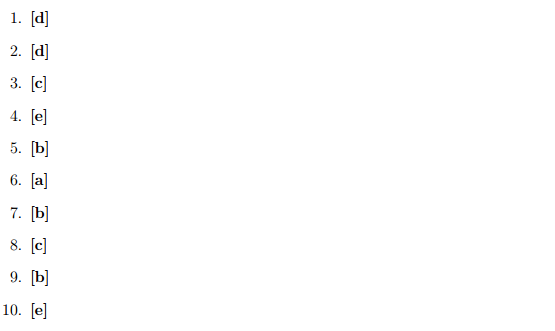 1. [d]
2. [d]
3. [c]
4. [e]
5. [b]
6. [a]
7. [b]
8. [c]
9. [b]
10. [e]